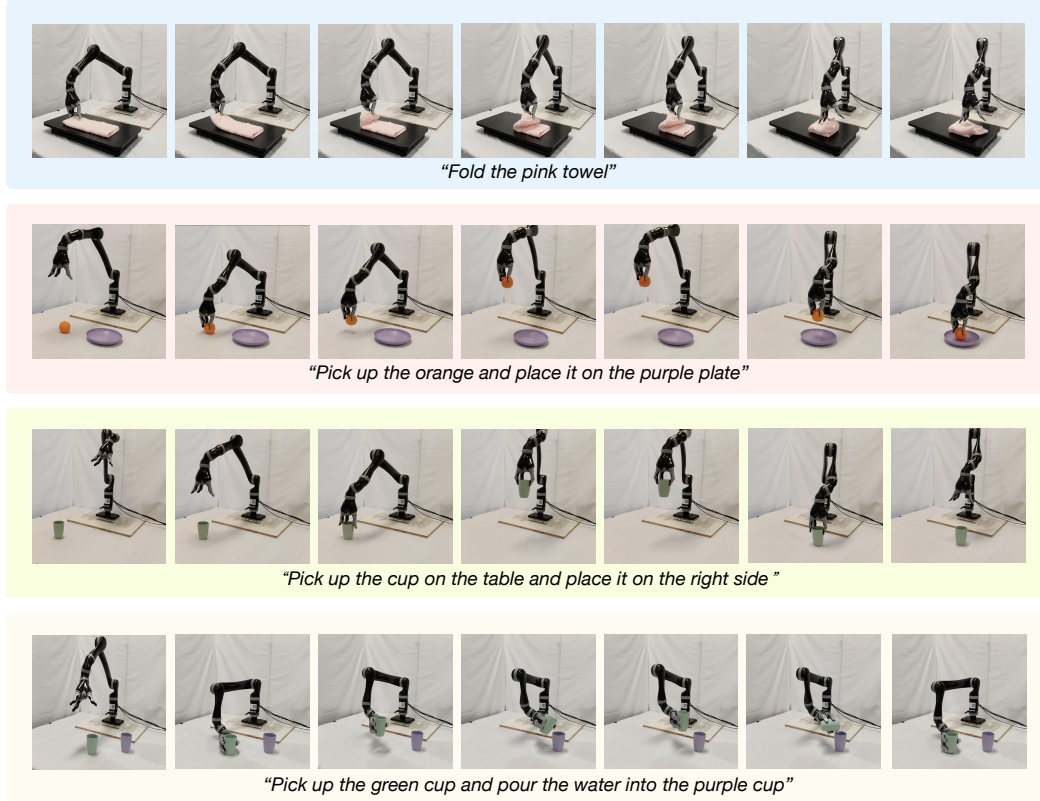 “Fold the pink towel”
“Pick up the orange and place it on the purple plate”
“Pick up the cup on the table and place it on the right side ”
“Pick up the green cup and pour the water into the purple cup”